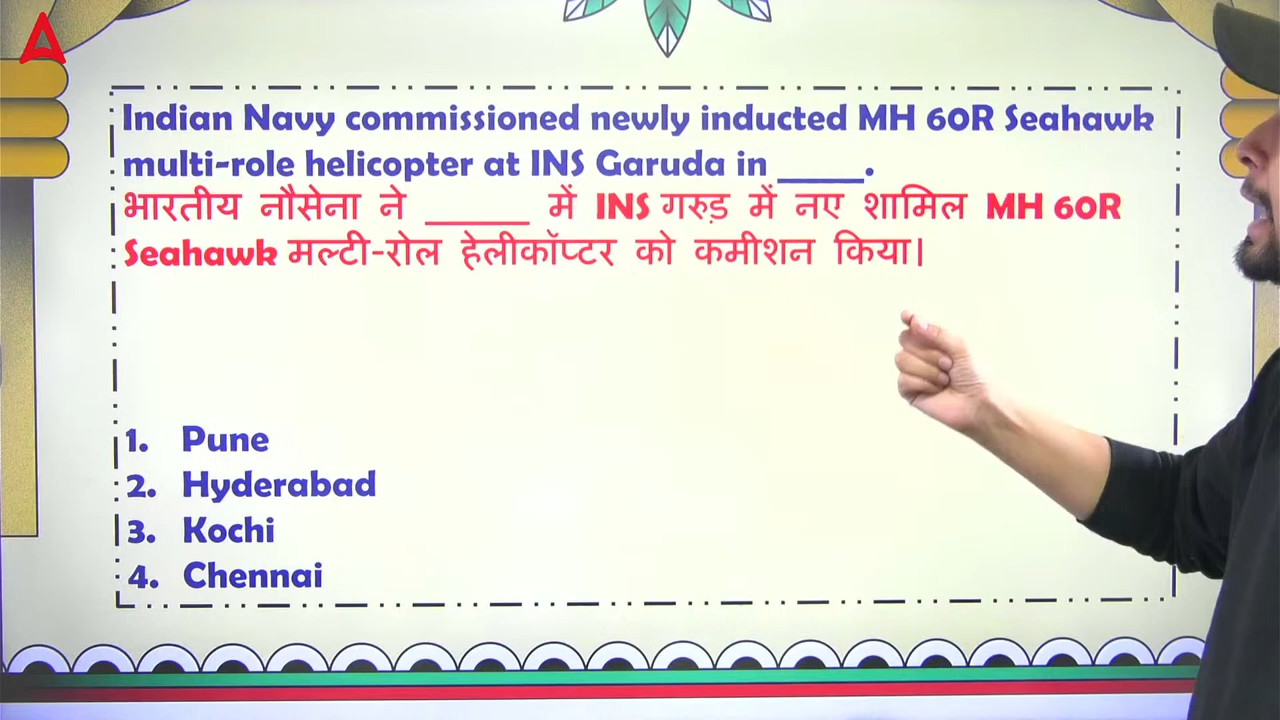 Indian Navy commissioned newly inducted MH 60R Seahawk
multi-role helicopter at INS Garuda in _____.
भारतीय नौसेना ने ______ में INS गरुड़ में नए शामिल MH 60R
Seahawk मल्टी-रोल हेलीकॉप्टर को कमीशन किया।
1. Pune
2. Hyderabad
3. Kochi
4. Chennai